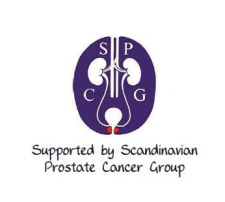 S P
C G
Supported by Scandinavian
Prostate Cancer Group